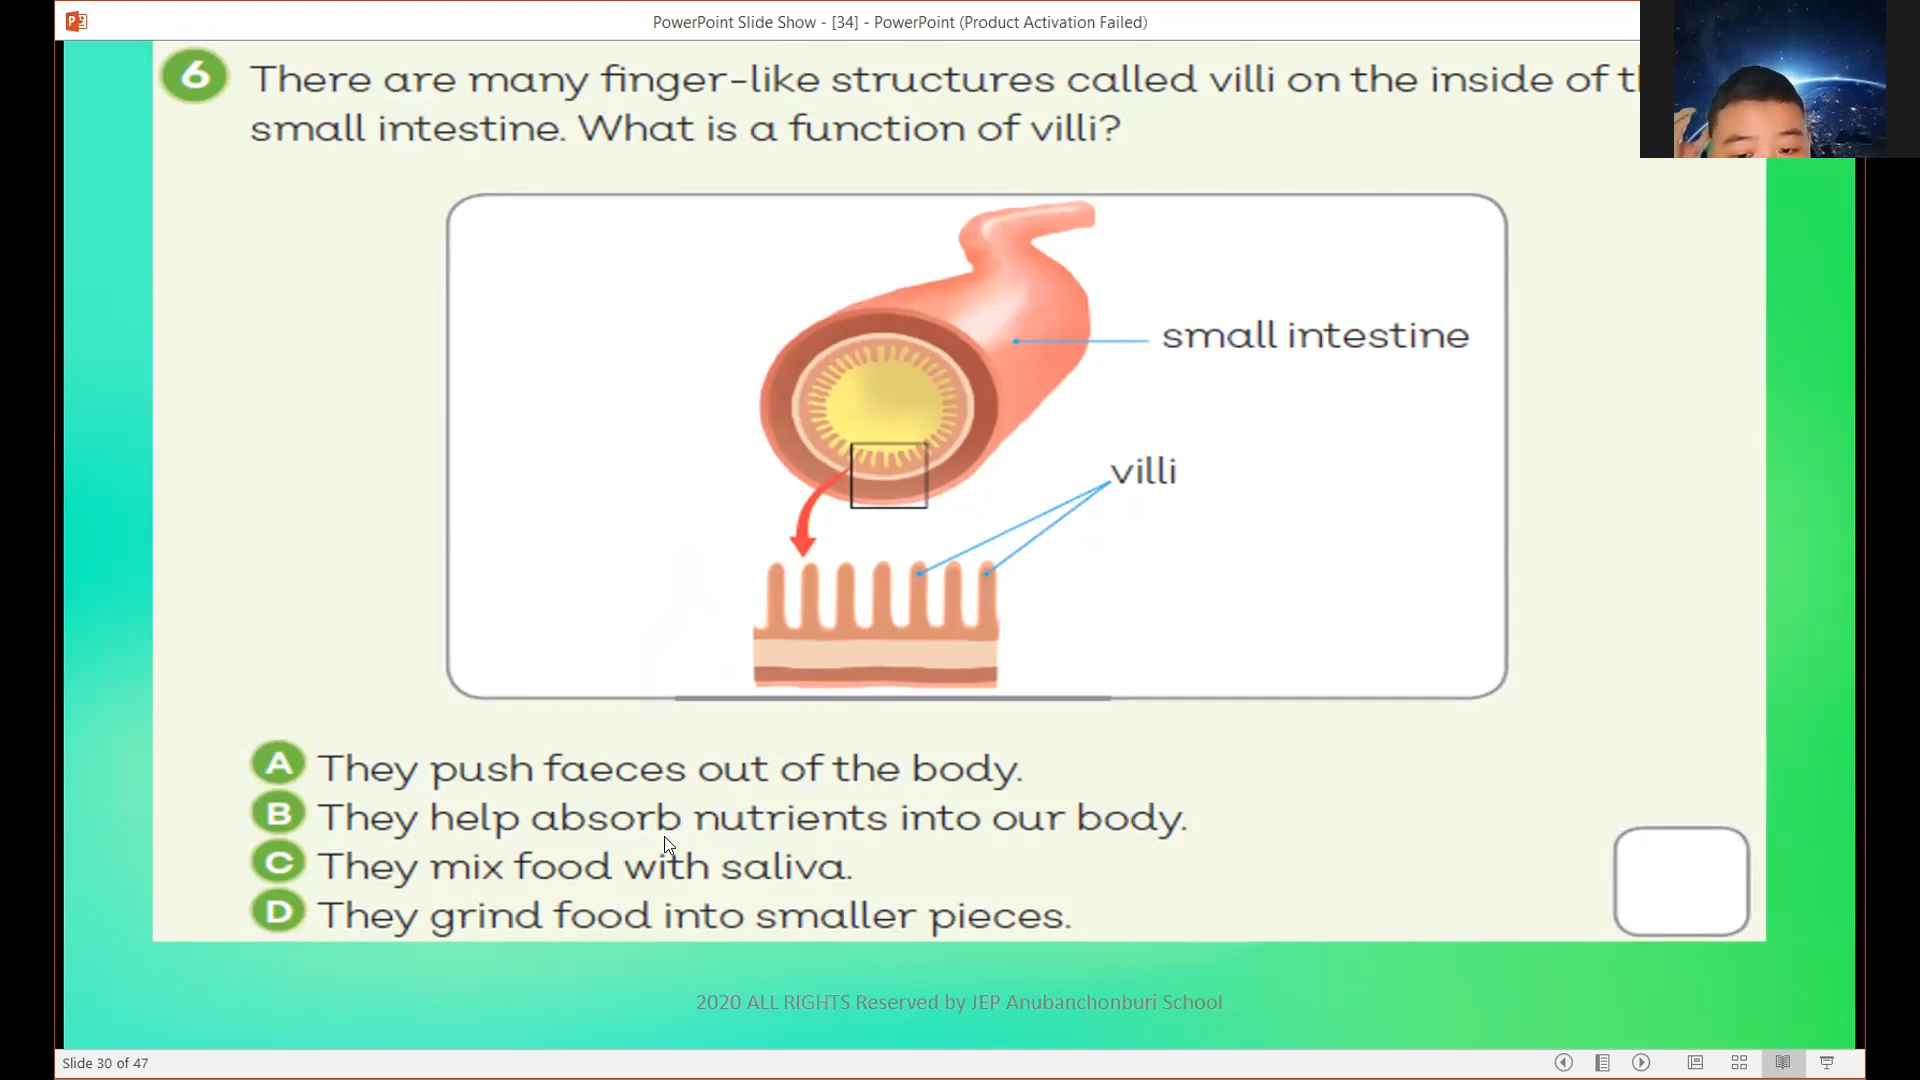 PowerPoint Slide Show - [34] - PowerPoint (Product Activation Failed)
6 There are many finger-like structures called villi on the inside of
small intestine. What is a function of villi?
small intestine
villi
A They push faeces out of the body.
B They help absorb nutrients into our body.
C They mix food with saliva.
D They grind food into smaller pieces.
2020 ALL RIGHTS Reserved by JEP Anubanchonburi School
Slide 30 of 47